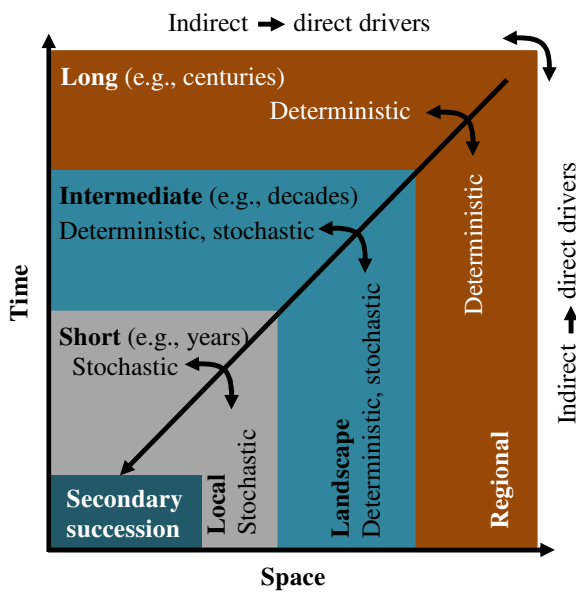 Indirect → direct drivers
Long (e.g., centuries)
Deterministic
Deterministic
Intermediate (e.g., decades)
Deterministic, stochastic
Short (e.g., years)
Stochastic
Secondary
succession
Local
Stochastic
Landscape
Deterministic, stochastic
Regional
Indirect → direct drivers
Time
Space